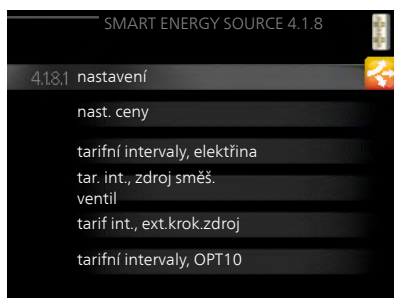 SMART ENERGY SOURCE 4.1.8
4.1.8.1 nastavení
nast. ceny
tarifní intervaly, elektřina
tar. int., zdroj směš.
ventil
tarif int., ext.krok.zdroj
tarifní intervaly, OPT10